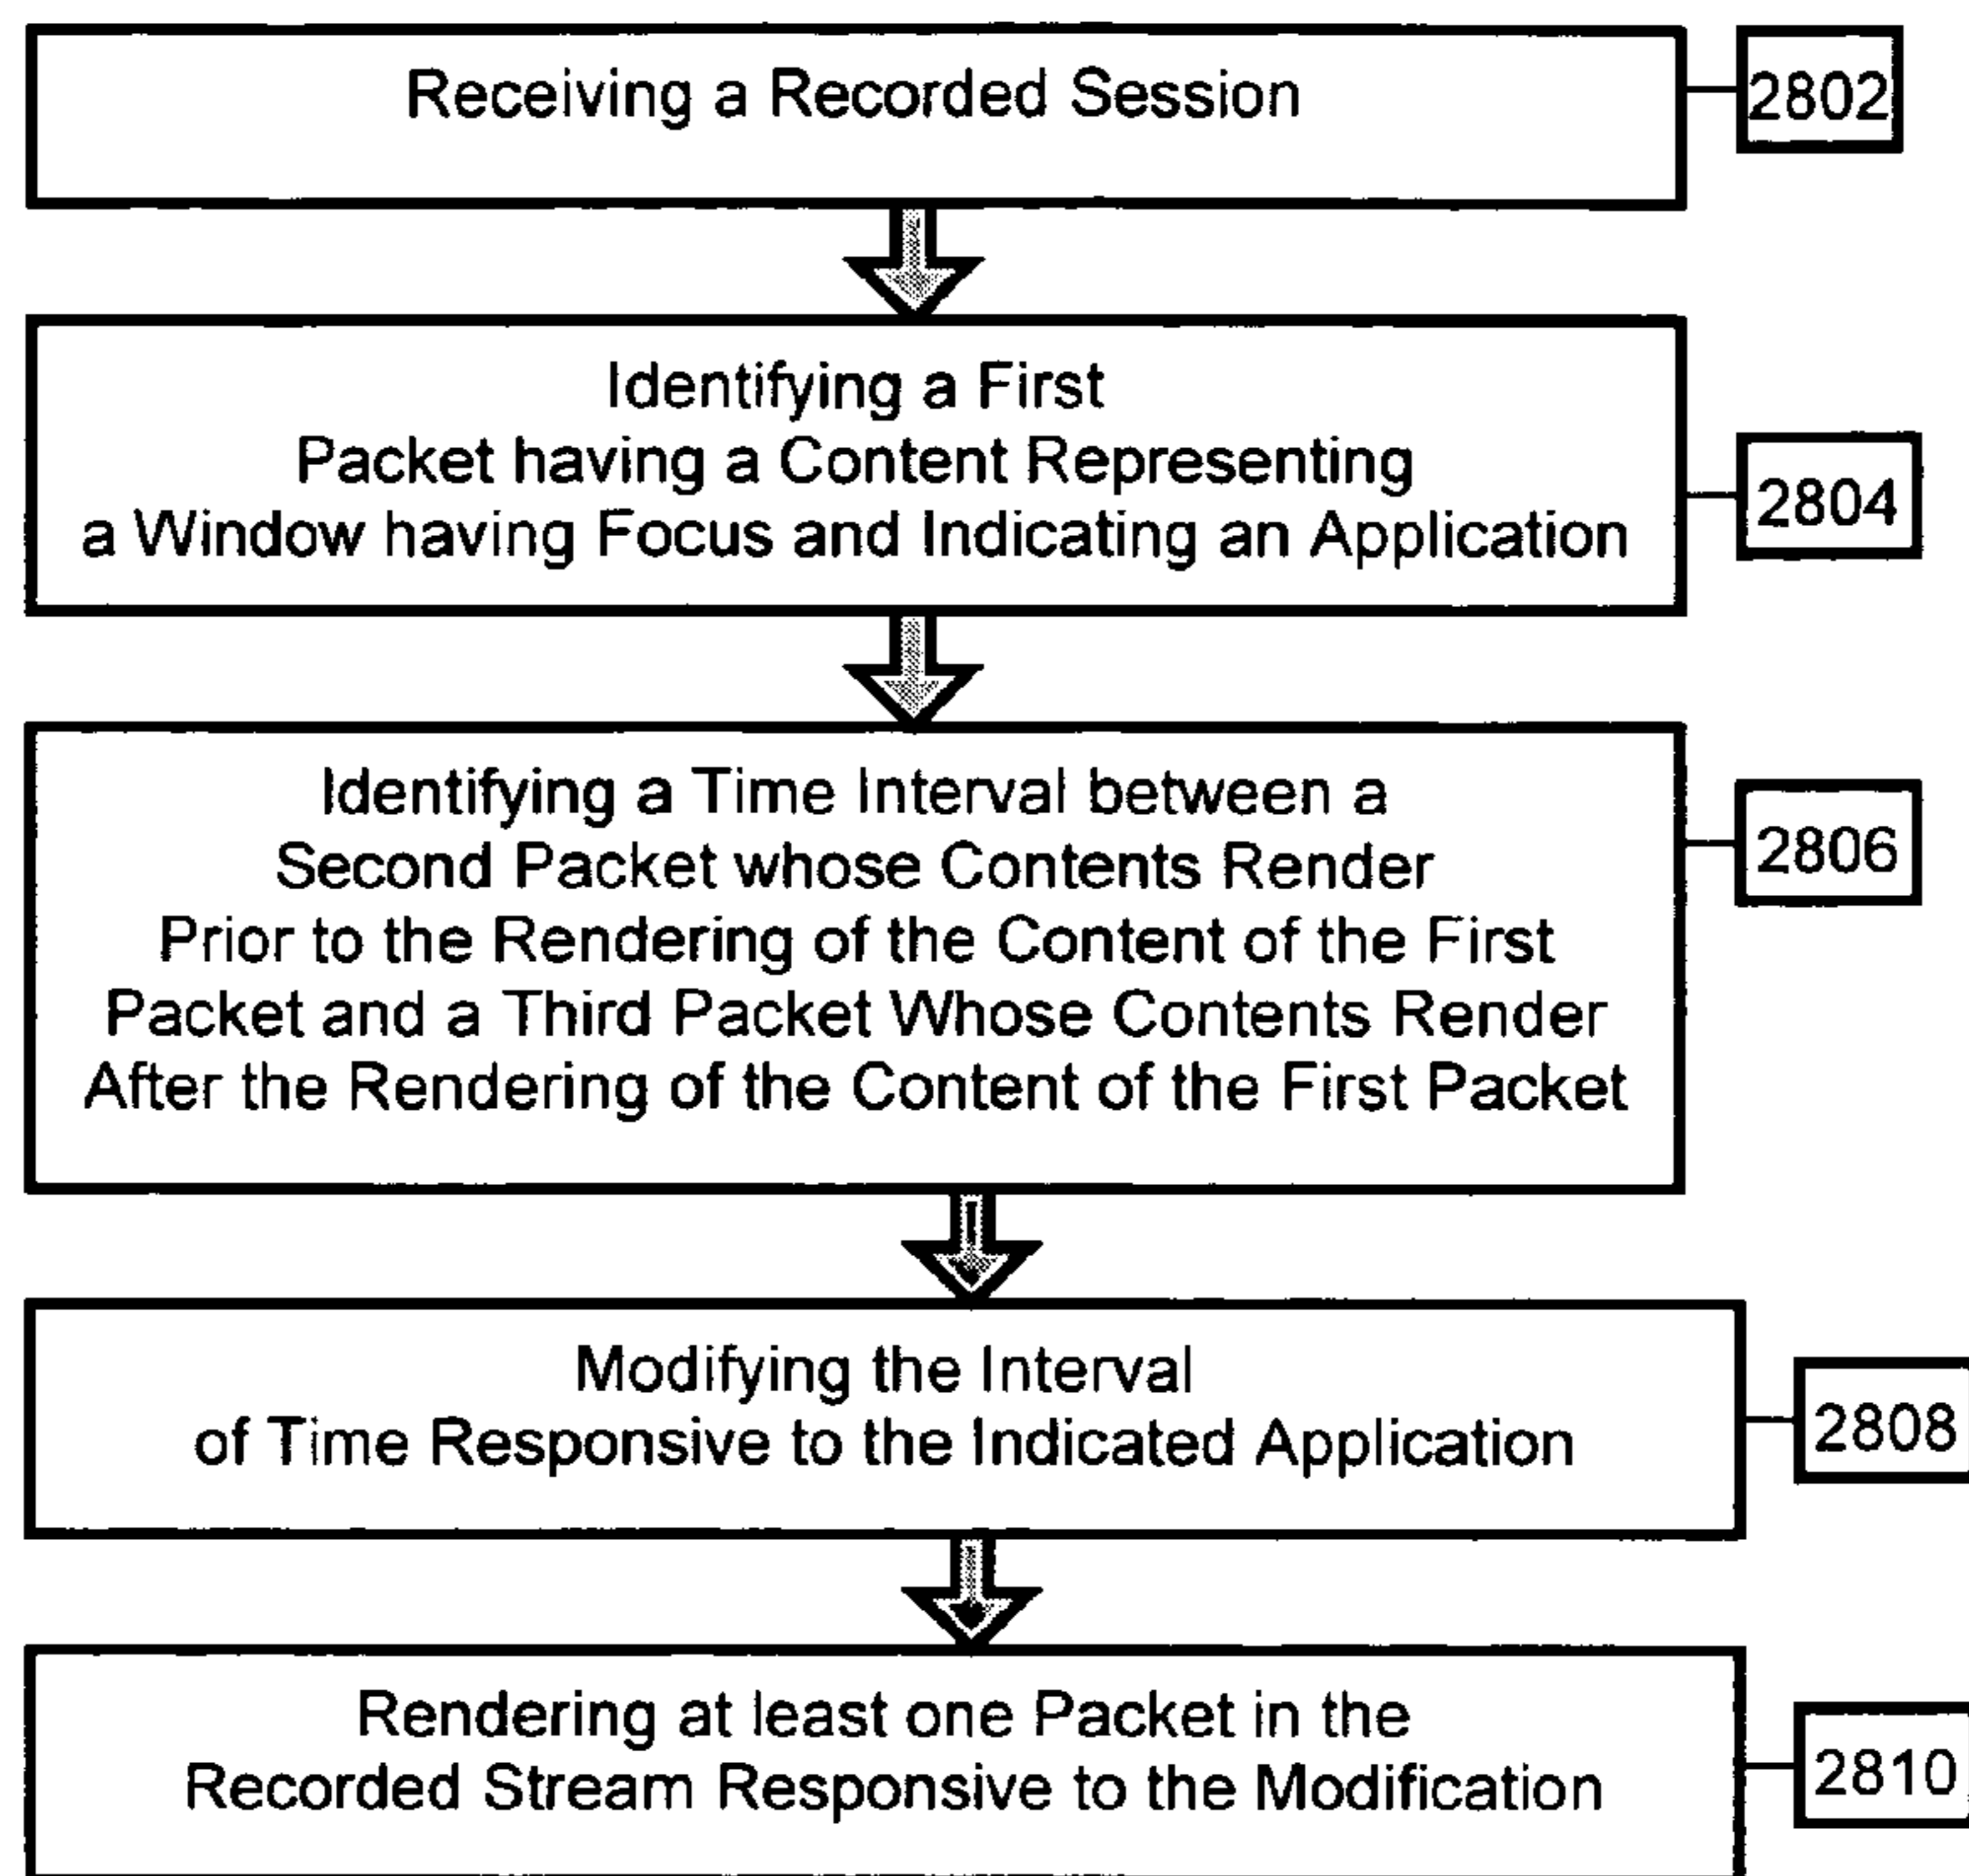 Receiving a Recorded Session
2802
Identifying a First
Packet having a Content Representing
a Window having Focus and Indicating an Application
2804
Identifying a Time Interval between a
Second Packet whose Contents Render
Prior to the Rendering of the Content of the First
Packet and a Third Packet Whose Contents Render
After the Rendering of the Content of the First Packet
2806
Modifying the Interval
of Time Responsive to the Indicated Application
2808
Rendering at least one Packet in the
Recorded Stream Responsive to the Modification
2810